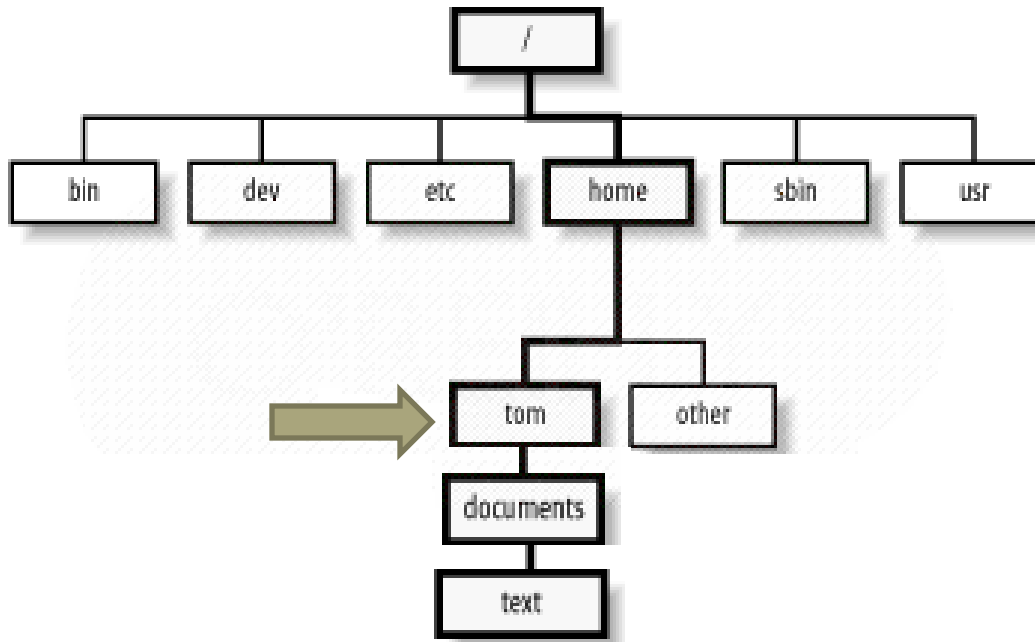 /
bin dev etc home sbin usr
tom other
documents
text